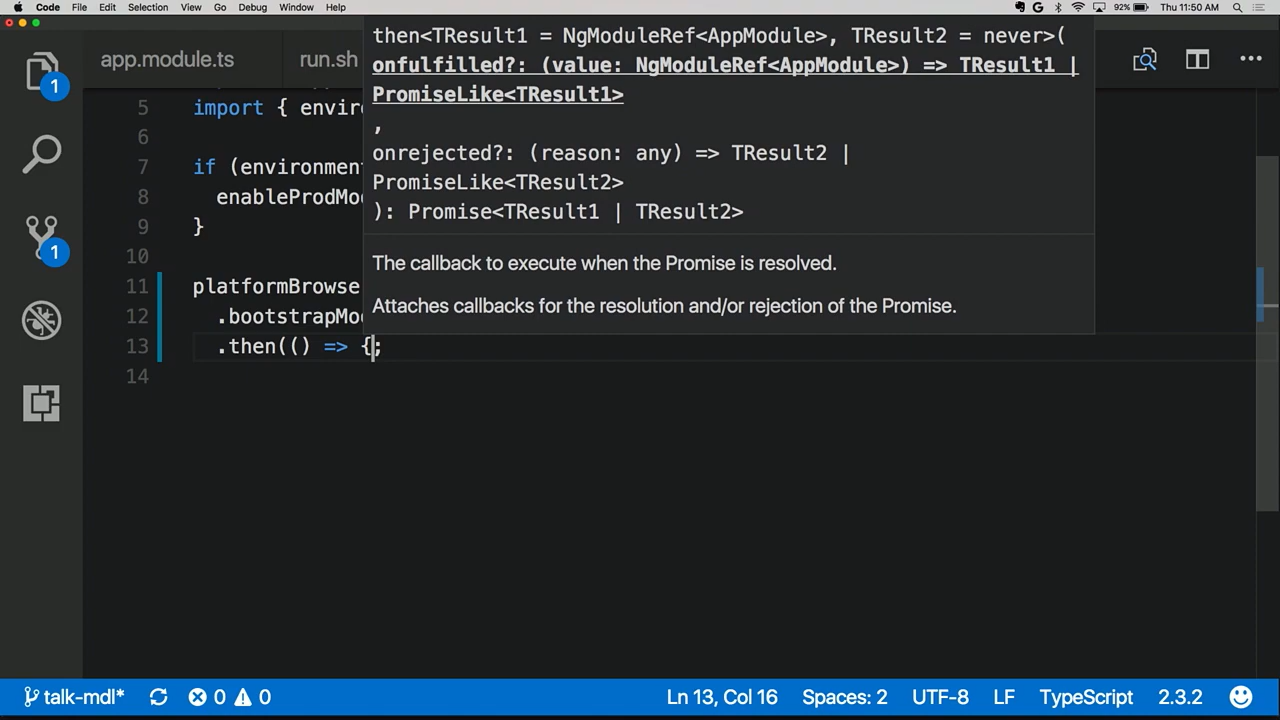 Code File Edit Selection View Go Debug Window Help 92% Thu 11:50 AM
app.module.ts run.sh
then<TResult1 = NgModuleRef<AppModule>, TResult2 = never>(
onfulfilled?: (value: NgModuleRef<AppModule>) => TResult1 |
PromiseLike<TResult1>
,
onrejected?: (reason: any) => TResult2 |
PromiseLike<TResult2>
): Promise<TResult1 | TResult2>
The callback to execute when the Promise is resolved.
Attaches callbacks for the resolution and/or rejection of the Promise.
1
1
5 import { enviro
6
7 if (environment
8 enableProdMod
9 }
10
11 platformBrowse
12 .bootstrapMod
13 .then(() => {;
14
talk-mdl* 0 0 Ln 13, Col 16 Spaces: 2 UTF-8 LF TypeScript 2.3.2